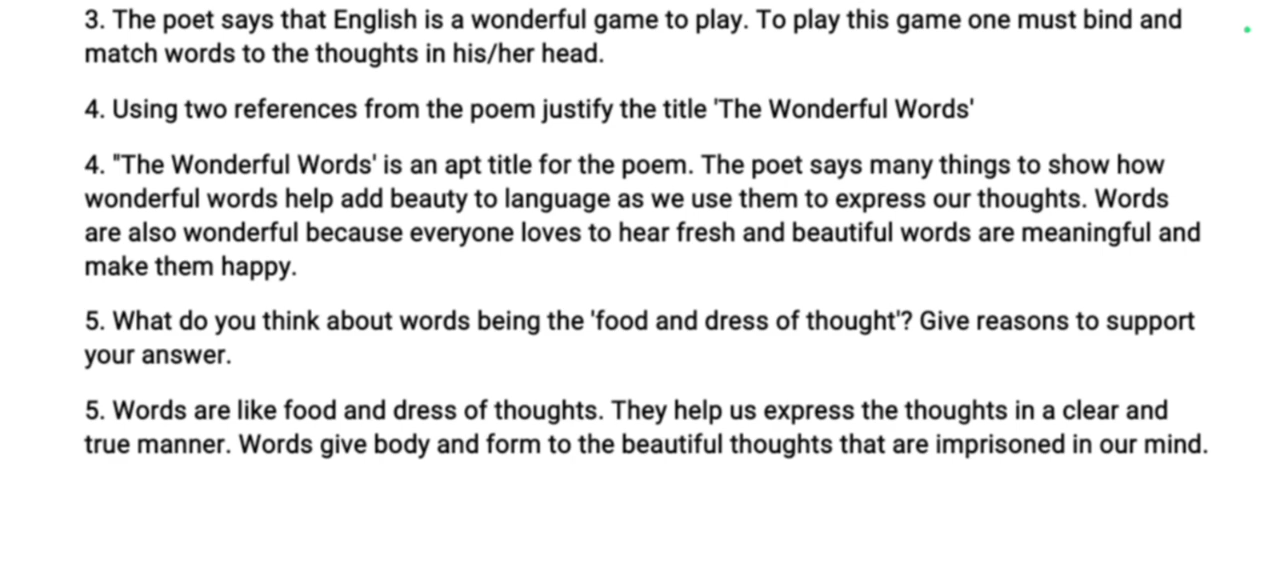 3. The poet says that English is a wonderful game to play. To play this game one must bind and
match words to the thoughts in his/her head.
4. Using two references from the poem justify the title 'The Wonderful Words'
4. "The Wonderful Words' is an apt title for the poem. The poet says many things to show how
wonderful words help add beauty to language as we use them to express our thoughts. Words
are also wonderful because everyone loves to hear fresh and beautiful words are meaningful and
make them happy.
5. What do you think about words being the 'food and dress of thought'? Give reasons to support
your answer.
5. Words are like food and dress of thoughts. They help us express the thoughts in a clear and
true manner. Words give body and form to the beautiful thoughts that are imprisoned in our mind.